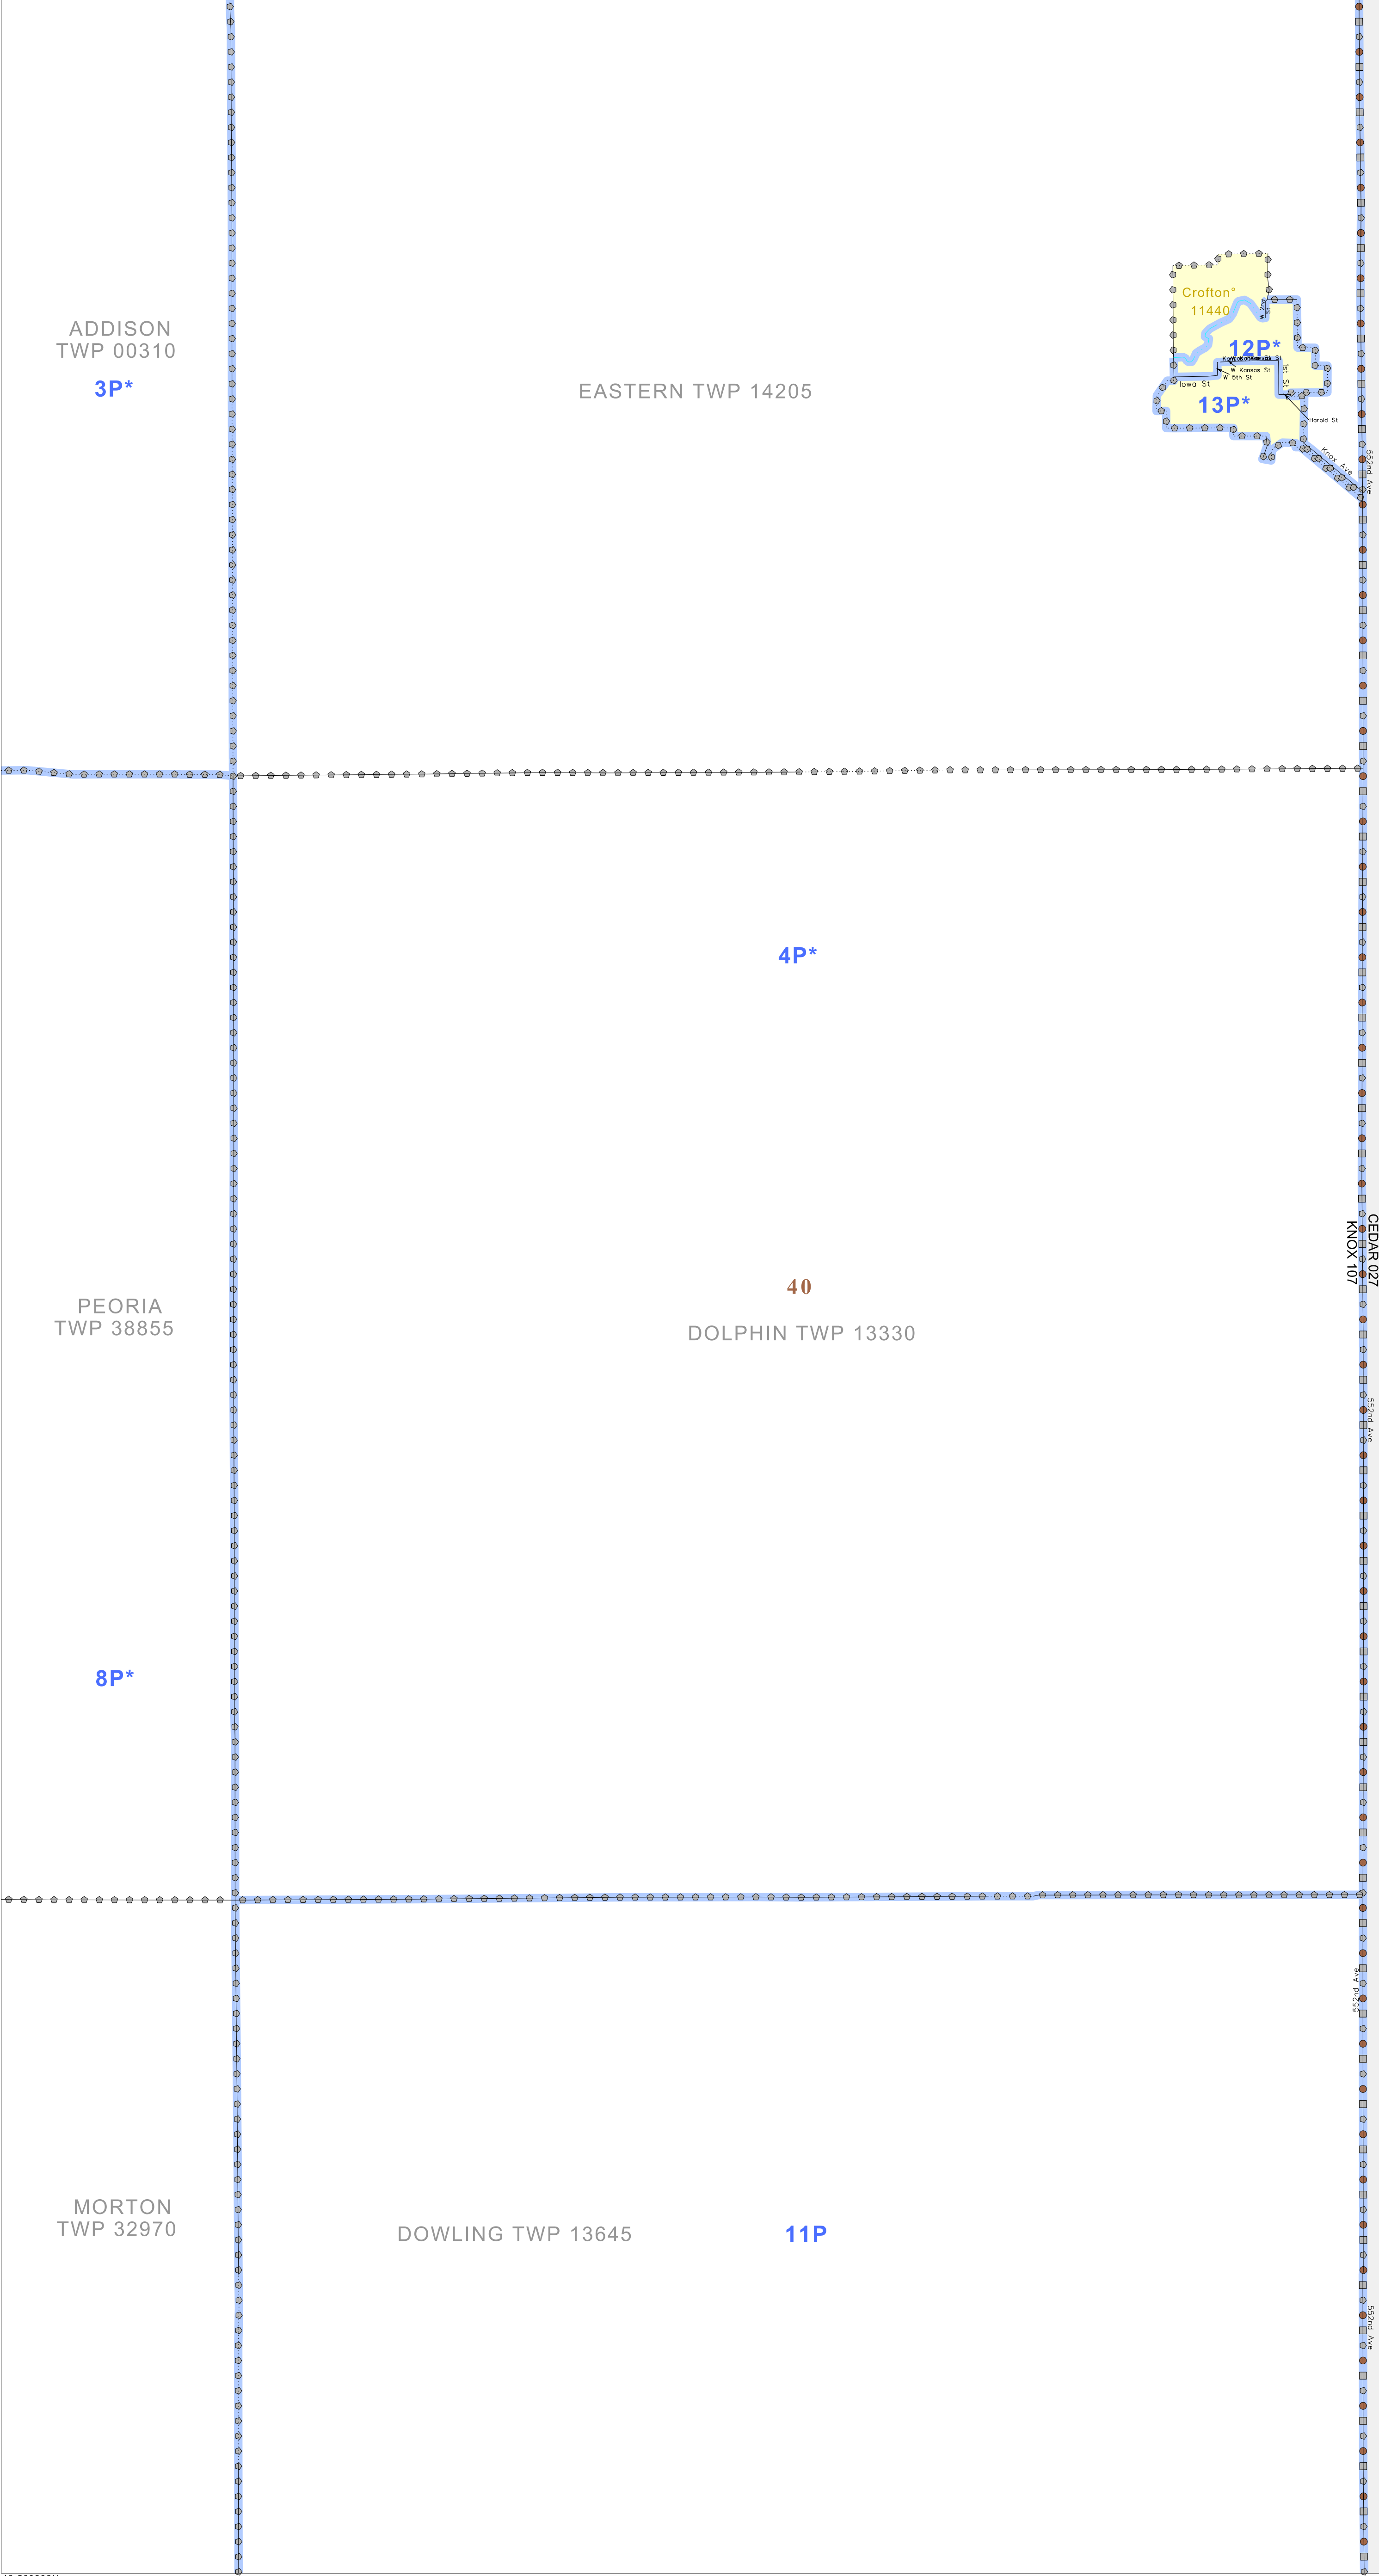 Crofton°
11440
W 2nd St
12P*
W Kansas St
W 5th St
1st St
Iowa St
13P*
Harold St
Knox Ave
552nd Ave
ADDISON
TWP 00310
3P*
EASTERN TWP 14205
4P*
CEDAR 027
KNOX 107
40
PEORIA
TWP 38855
DOLPHIN TWP 13330
552nd Ave
8P*
552nd Ave
MORTON
TWP 32970
DOWLING TWP 13645
11P
552nd Ave